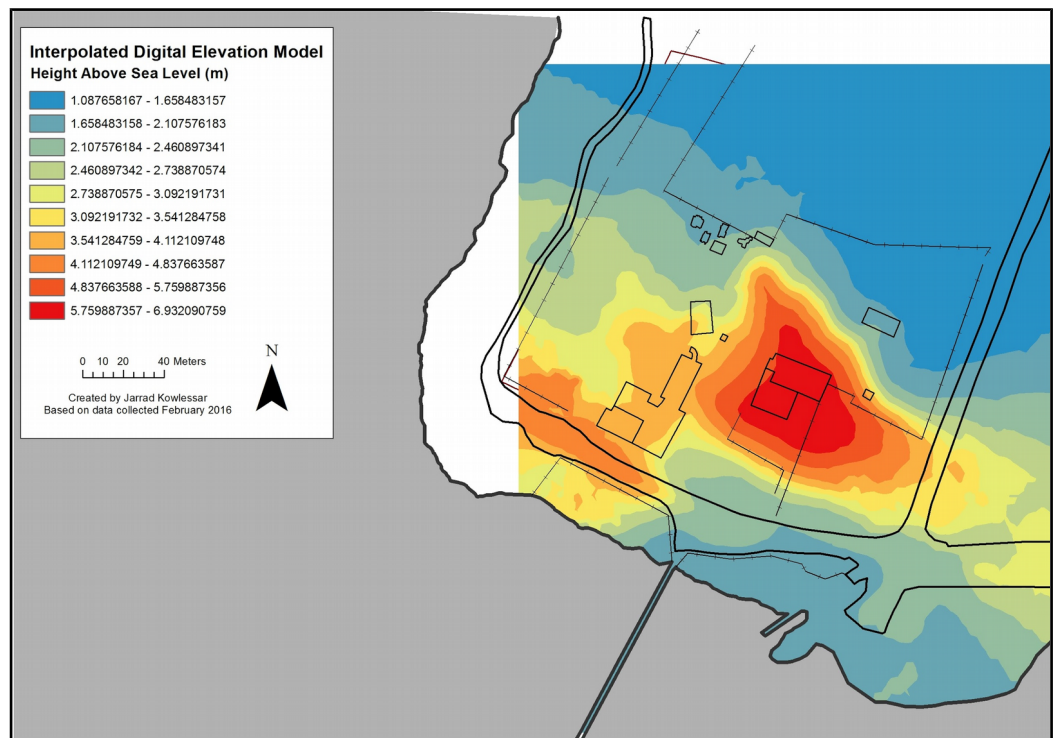 Interpolated Digital Elevation Model
Height Above Sea Level (m)
1.087658167 - 1.658483157
1.658483158 - 2.107576183
2.107576184 - 2.460897341
2.460897342 - 2.738870574
2.738870575 - 3.092191731
3.092191732 - 3.541284758
3.541284759 - 4.112109748
4.112109749 - 4.837663587
4.837663588 - 5.759887356
5.759887357 - 6.932090759
N
0 10 20 40 Meters
Created by Jarrad Kowlessar
Based on data collected February 2016